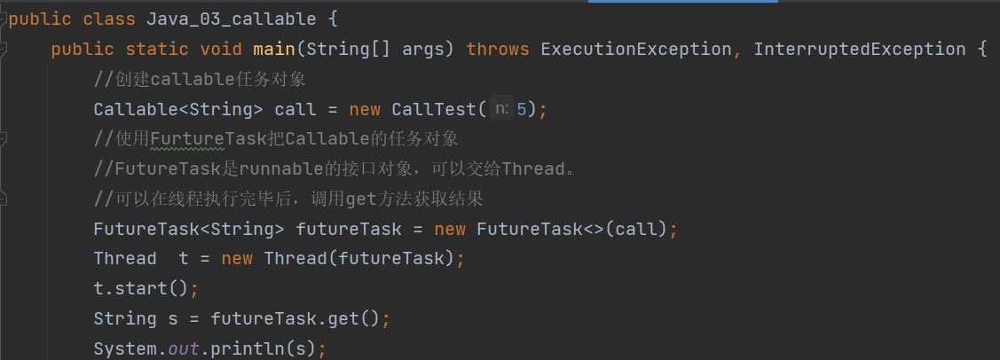 public class Java_03_callable {
public static void main(String[] args) throws ExecutionException, InterruptedException {
//创建callable任务对象
Callable<String> call = new CallTest( n: 5);
//使用FurtureTask把Callable的任务对象
//FutureTask是runnable的接口对象，可以交给Thread。
//可以在线程执行完毕后，调用get方法获取结果
FutureTask<String> futureTask = new FutureTask<>(call);
Thread  t = new Thread(futureTask);
t.start();
String s = futureTask.get();
System.out.println(s);